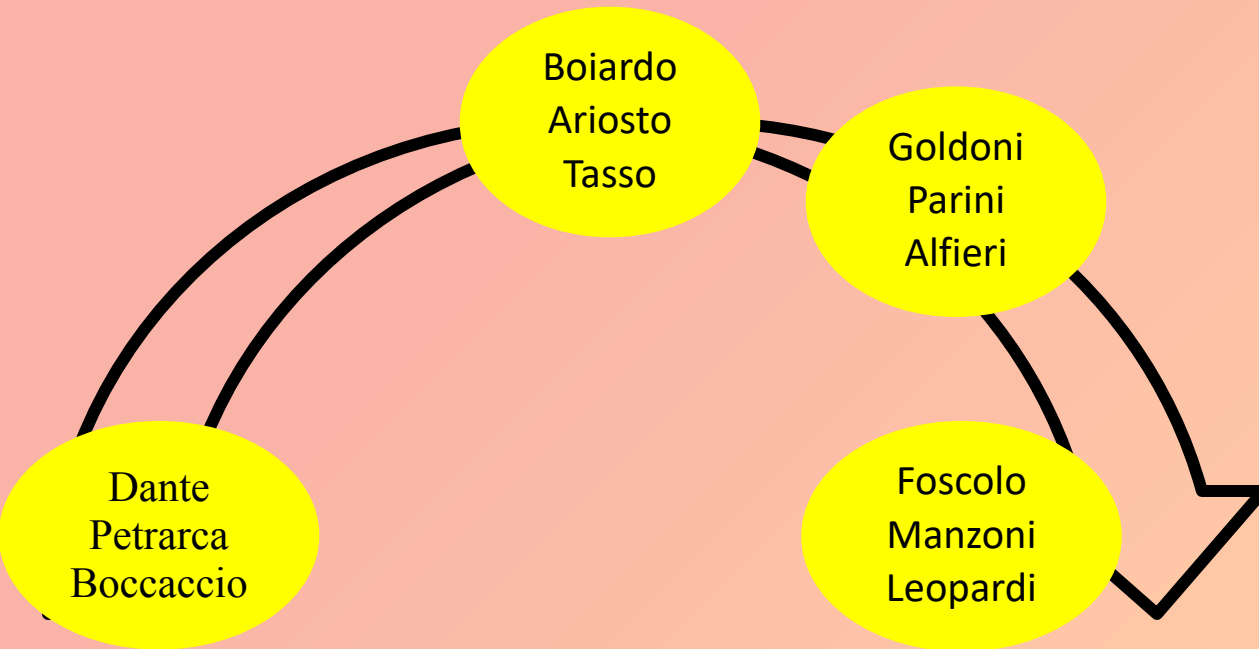 Boiardo
Ariosto
Tasso
Goldoni
Parini
Alfieri
Dante
Petrarca
Boccaccio
Foscolo
Manzoni
Leopardi